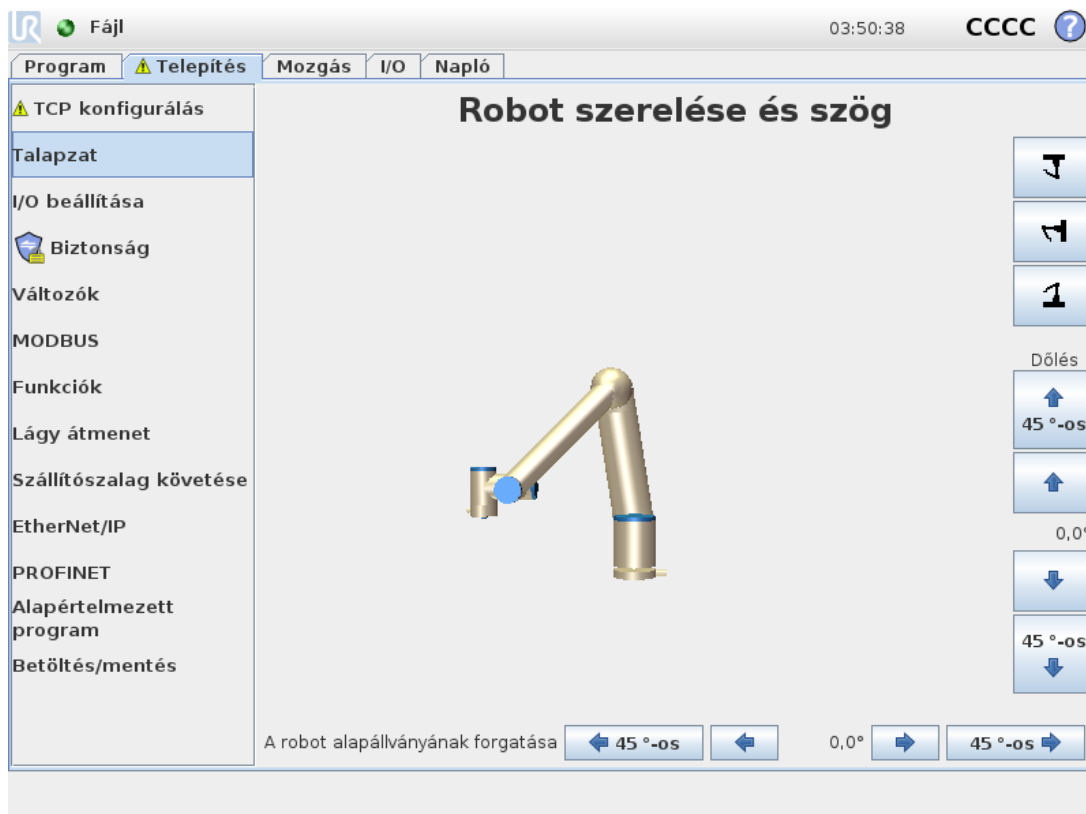 UR Fájl 03:50:38 CCCC ?
Program Telepítés Mozgás I/O Napló
TCP konfigurálás
Talapzat
I/O beállítása
Biztonság
Változók
MODBUS
Funkciók
Lágy átmenet
Szállítószalag követése
EtherNet/IP
PROFINET
Alapértelmezett
program
Betöltés/mentés
Robot szerelése és szög
Dőlés
45 °-os
0,0°
45 °-os
A robot alapállványának forgatása 45 °-os 0,0° 45 °-os